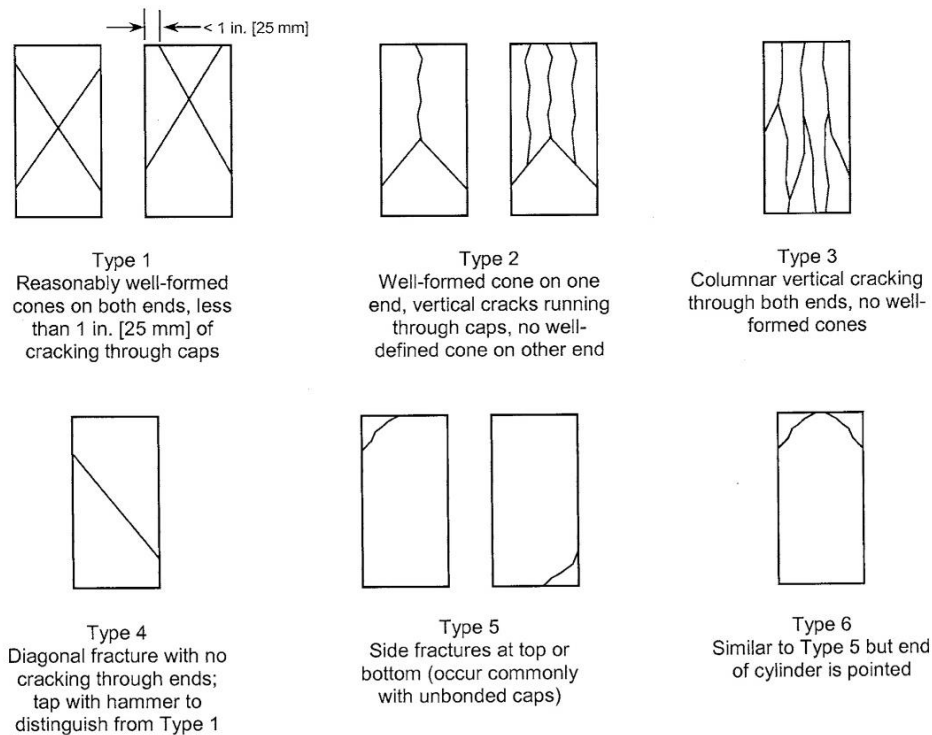 < 1 in. [25 mm]
Type 1
Reasonably well-formed
cones on both ends, less
than 1 in. [25 mm] of
cracking through caps
Type 2
Well-formed cone on one
end, vertical cracks running
through caps, no well-
defined cone on other end
Type 3
Columnar vertical cracking
through both ends, no well-
formed cones
Type 4
Diagonal fracture with no
cracking through ends;
tap with hammer to
distinguish from Type 1
Type 5
Side fractures at top or
bottom (occur commonly
with unbonded caps)
Type 6
Similar to Type 5 but end
of cylinder is pointed